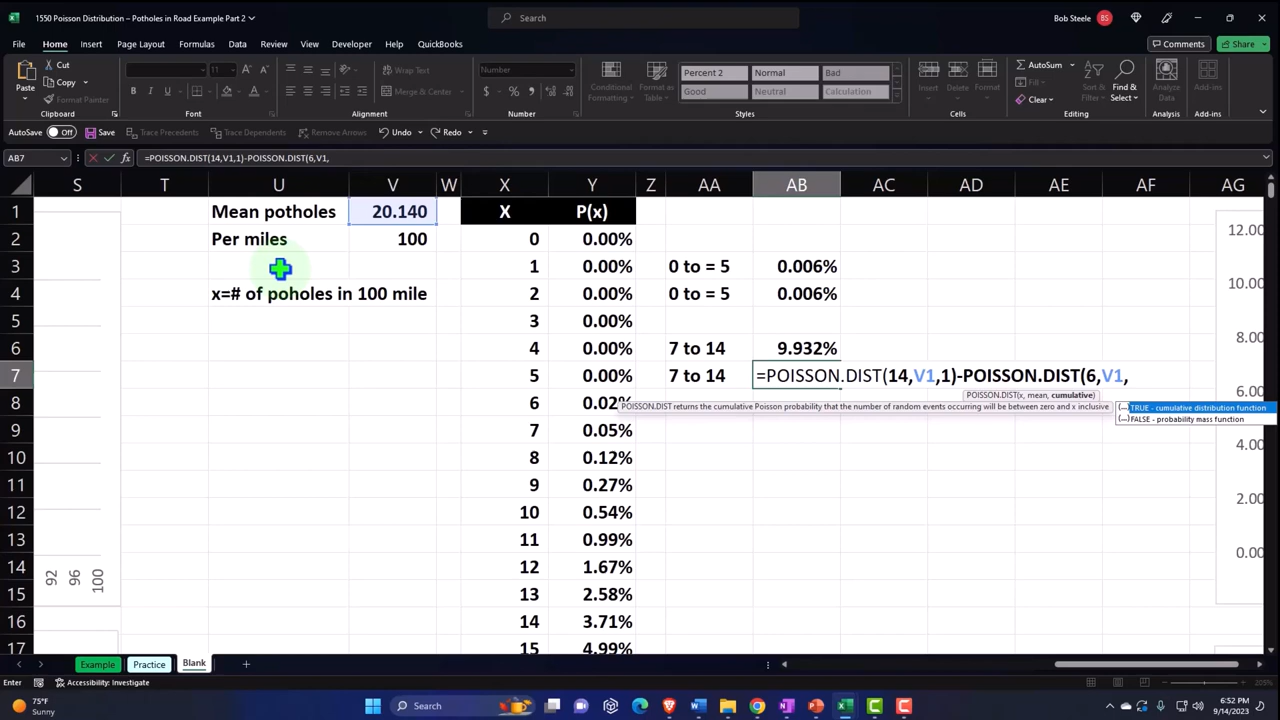 1550 Poisson Distribution – Potholes in Road Example Part 2
Search
Bob Steele
BS
File Home Insert Page Layout Formulas Data Review View Developer Help QuickBooks
Comments Share
Paste
Cut
Copy
Format Painter
Clipboard
11
Font
Wrap Text
Merge & Center
Alignment
Number
Number
Conditional Formatting
Format as Table
Percent 2 Normal Bad
Good Neutral Calculation
Styles
Insert Delete Format
Cells
AutoSum
Fill
Clear
Sort & Filter
Find & Select
Editing
Analyze Data
Analysis
Add-ins
Add-ins
AutoSave Off Save Trace Precedents Trace Dependents Remove Arrows Undo Redo
AB7 =POISSON.DIST(14,V1,1)-POISSON.DIST(6,V1,
S T U V W X Y Z AA AB AC AD AE AF AG
1 Mean potholes 20.140 X P(x) 12.00
2 Per miles 100 0 0.00%
3 1 0.00% 0 to = 5 0.006% 10.00
4 x=# of poholes in 100 mile 2 0.00% 0 to = 5 0.006%
5 3 0.00%
6 4 0.00% 7 to 14 9.932% 8.00
7 5 0.00% 7 to 14 =POISSON.DIST(14,V1,1)-POISSON.DIST(6,V1,
POISSON.DIST(x, mean, cumulative)
POISSON.DIST returns the cumulative Poisson probability that the number of random events occurring will be between zero and x inclusive
(...) TRUE - cumulative distribution function
(...) FALSE - probability mass function
6.00
8 6 0.02%
9 7 0.05%
10 8 0.12% 4.00
11 9 0.27%
12 10 0.54% 2.00
13 11 0.99%
14 12 1.67% 0.00
92 96 100
15 13 2.58%
16 14 3.71%
17 15 4.99%
Example Practice Blank
Enter Accessibility: Investigate 205%
75°F
Sunny
Search
6:52 PM
9/14/2023